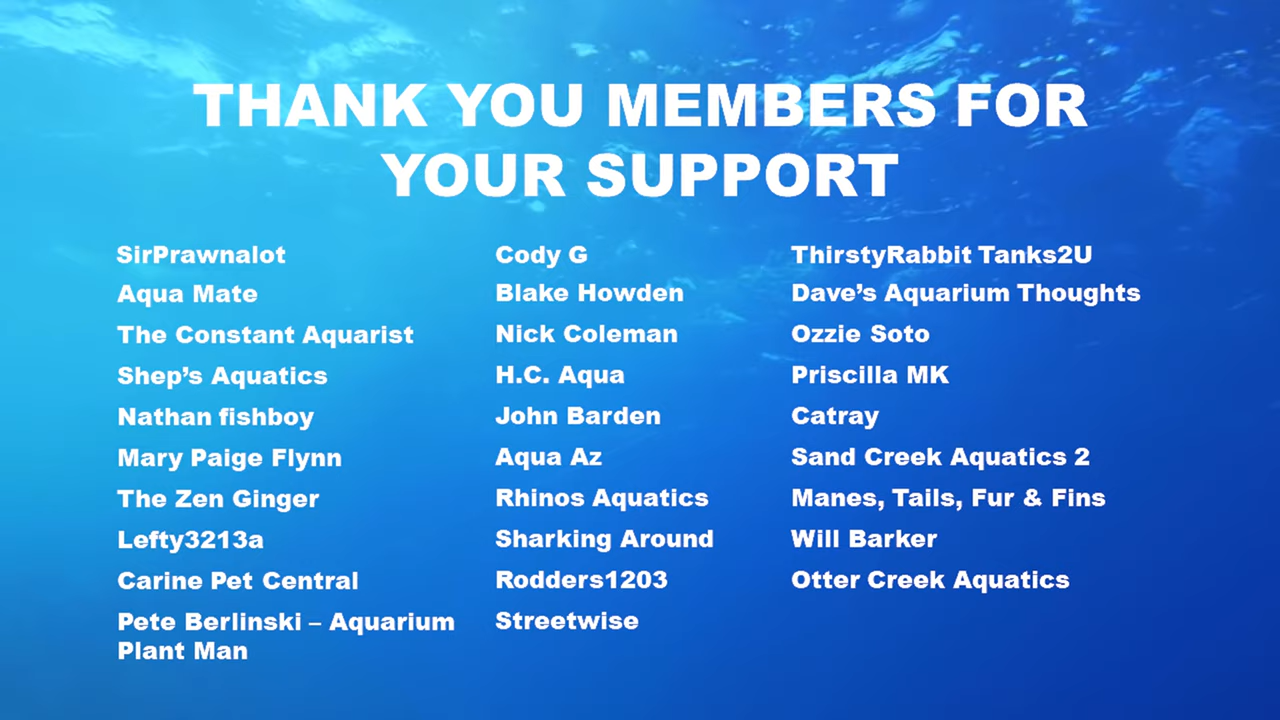 THANK YOU MEMBERS FOR
YOUR SUPPORT
SirPrawnalot
Aqua Mate
The Constant Aquarist
Shep’s Aquatics
Nathan fishboy
Mary Paige Flynn
The Zen Ginger
Lefty3213a
Carine Pet Central
Pete Berlinski – Aquarium
Plant Man
Cody G
Blake Howden
Nick Coleman
H.C. Aqua
John Barden
Aqua Az
Rhinos Aquatics
Sharking Around
Rodders1203
Streetwise
ThirstyRabbit Tanks2U
Dave’s Aquarium Thoughts
Ozzie Soto
Priscilla MK
Catray
Sand Creek Aquatics 2
Manes, Tails, Fur & Fins
Will Barker
Otter Creek Aquatics